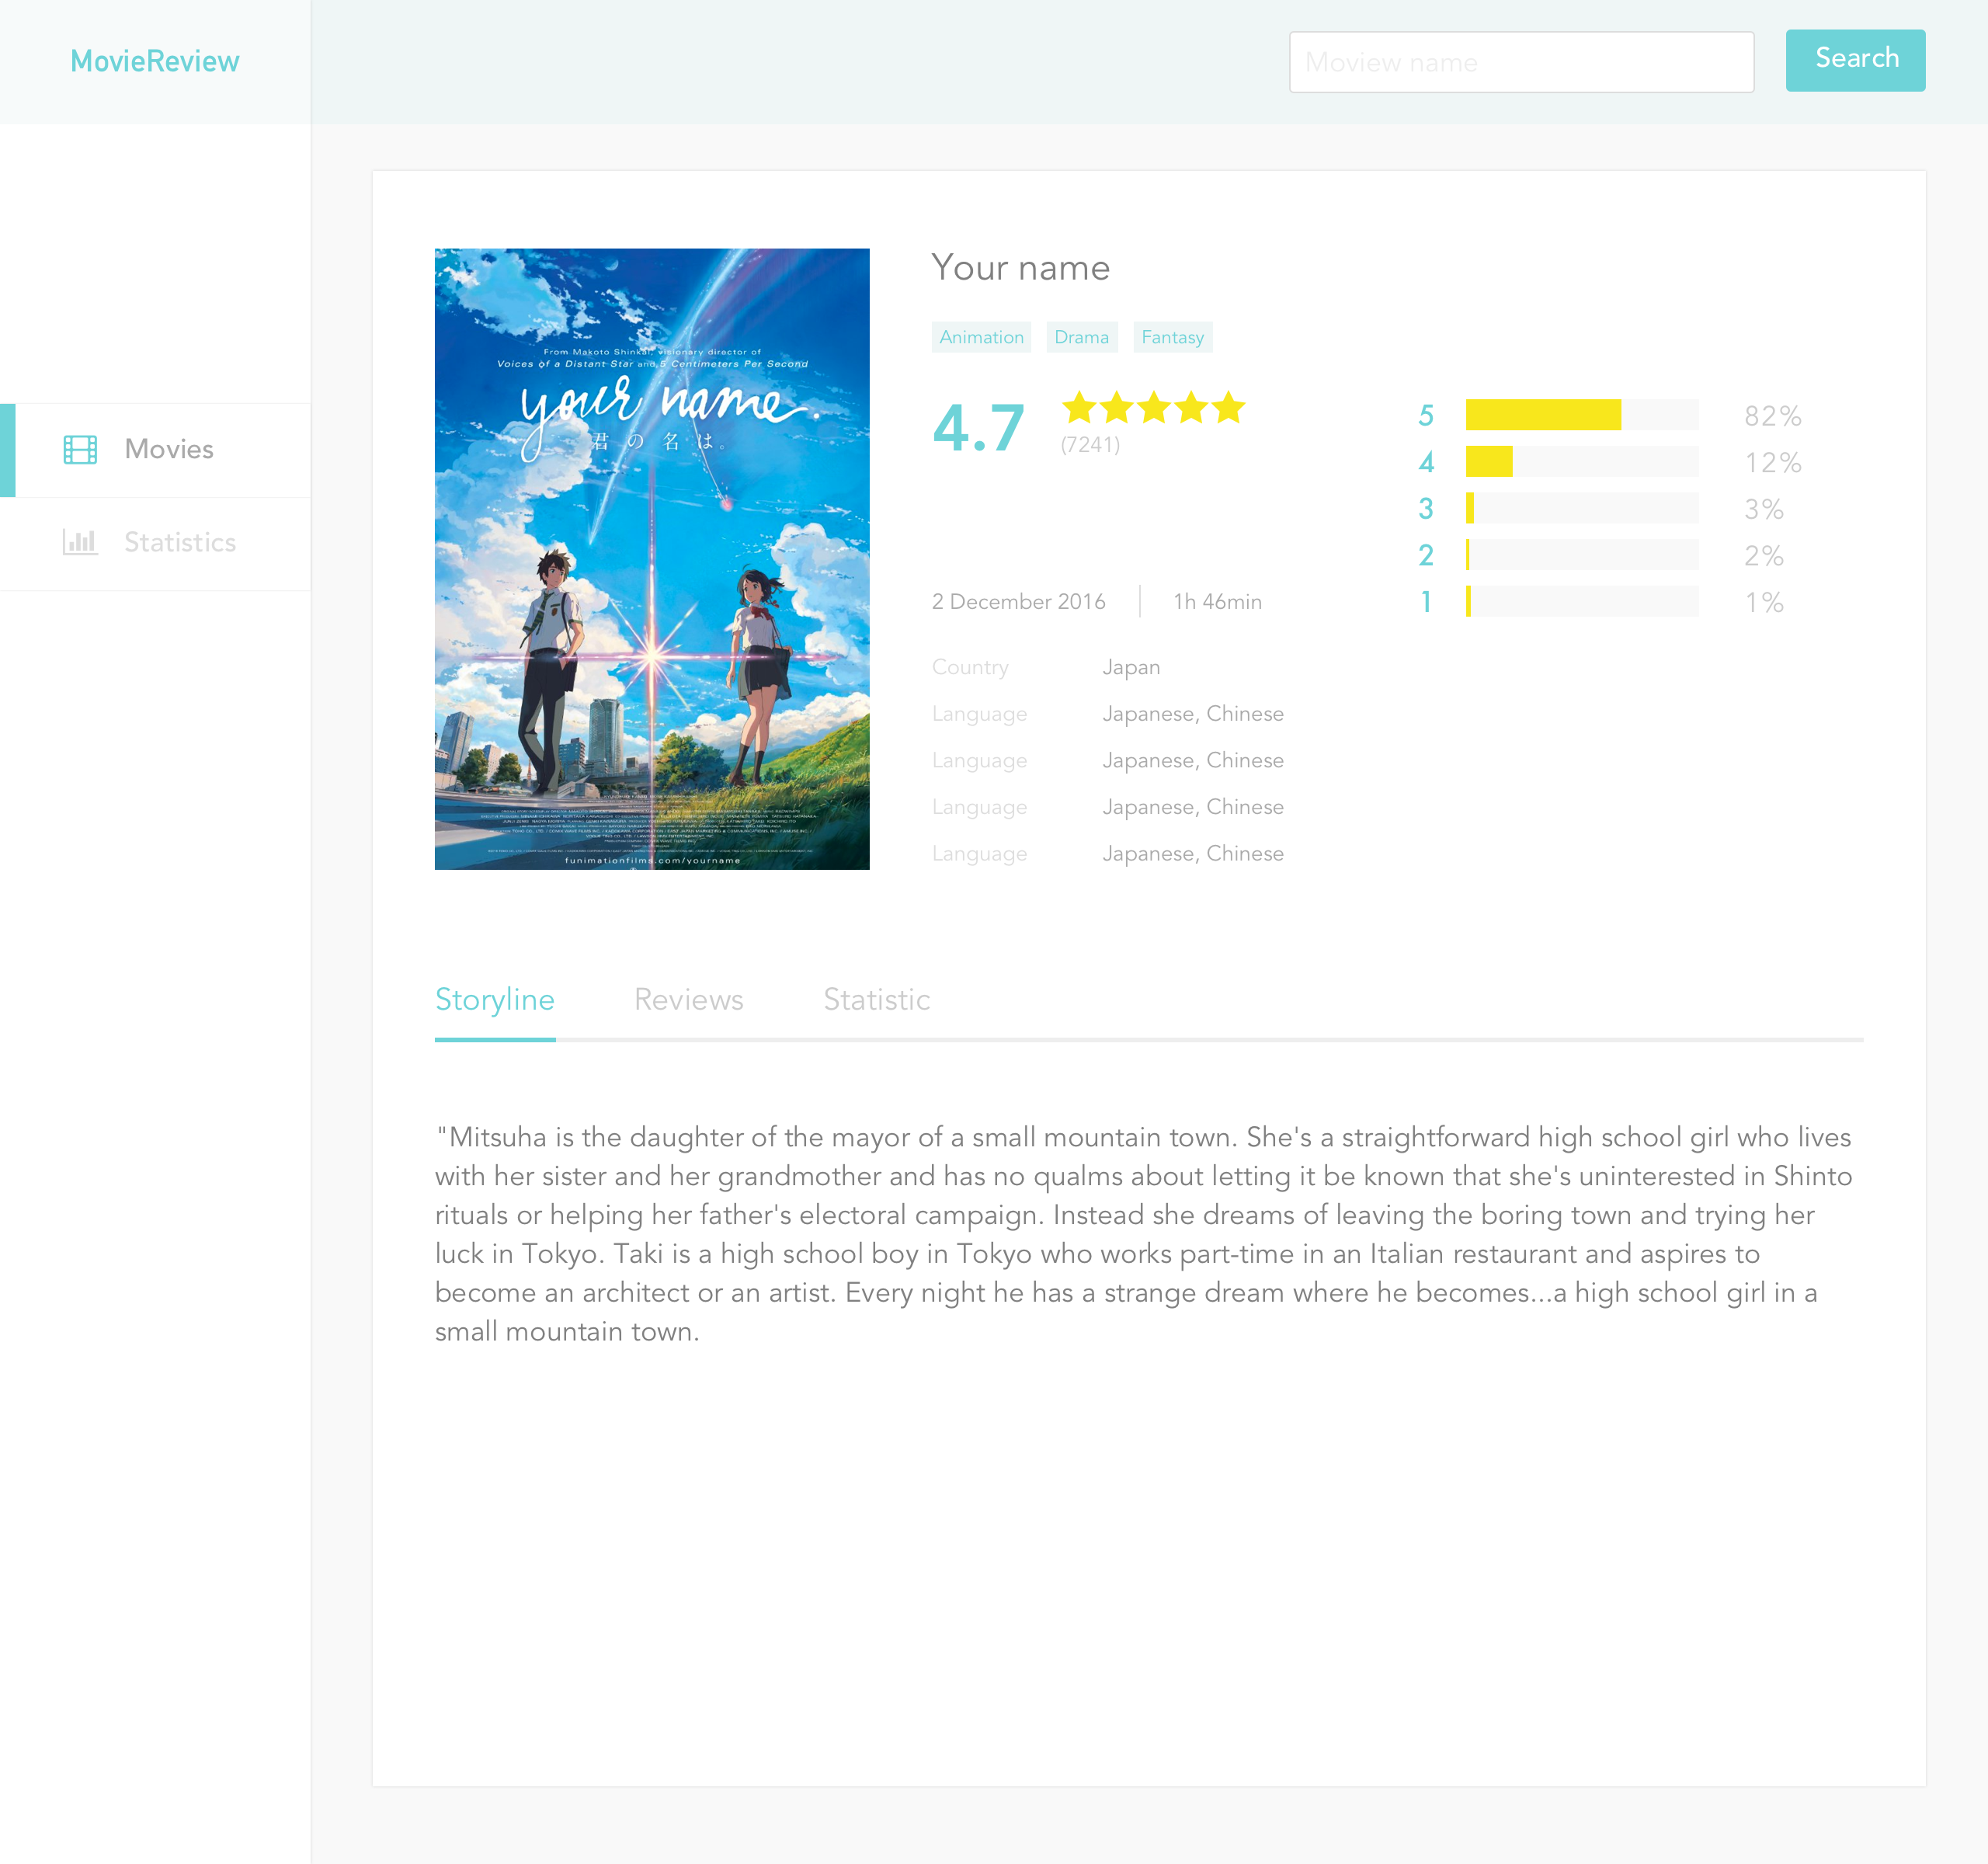 MovieReview
Moview name
Search
Movies
Statistics
From Makoto Shinkai, visionary director of
Voices of a Distant Star and 5 Centimeters Per Second
your name.
君の名は。
funimationfilms.com/yourname
Your name
Animation Drama Fantasy
4.7
(7241)
5 82%
4 12%
3 3%
2 2%
1 1%
2 December 2016 1h 46min
Country Japan
Language Japanese, Chinese
Language Japanese, Chinese
Language Japanese, Chinese
Language Japanese, Chinese
Storyline Reviews Statistic
"Mitsuha is the daughter of the mayor of a small mountain town. She's a straightforward high school girl who lives
with her sister and her grandmother and has no qualms about letting it be known that she's uninterested in Shinto
rituals or helping her father's electoral campaign. Instead she dreams of leaving the boring town and trying her
luck in Tokyo. Taki is a high school boy in Tokyo who works part-time in an Italian restaurant and aspires to
become an architect or an artist. Every night he has a strange dream where he becomes...a high school girl in a
small mountain town.